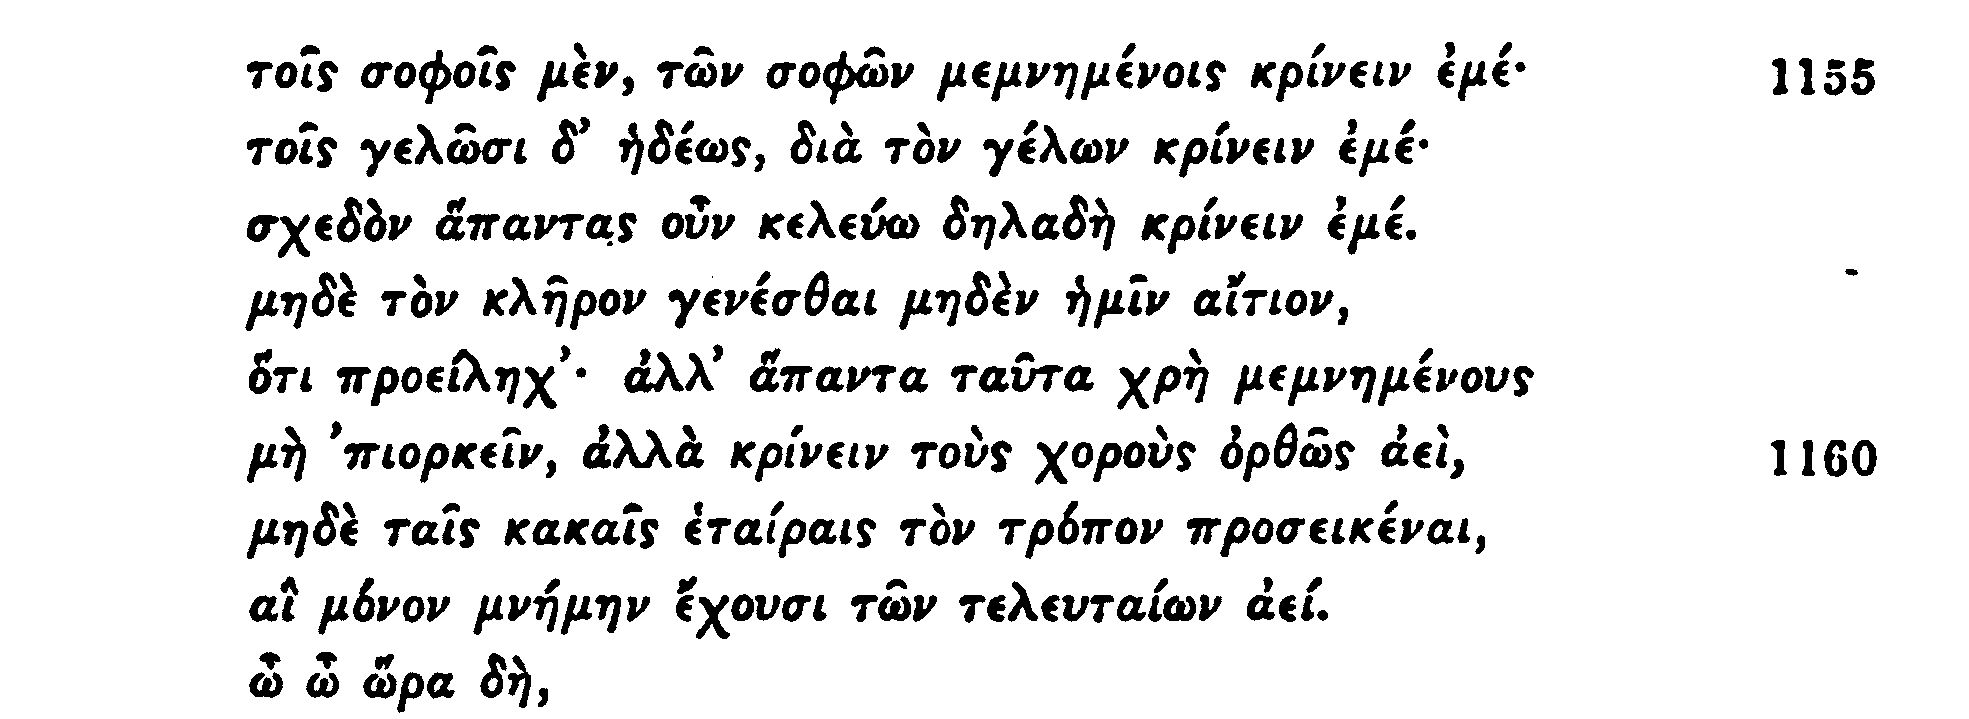 τοῖς σοφοῖς μὲν, τῶν σοφῶν μεμνημένοις κρίνειν ἐμέ· 1155
τοῖς γελῶσι δ’ ἡδέως, διὰ τὸν γέλων κρίνειν ἐμέ·
σχεδὸν ἅπαντας οὖν κελεύω δηλαδὴ κρίνειν ἐμέ.
μηδὲ τὸν κλῆρον γενέσθαι μηδὲν ἡμῖν αἴτιον,
ὅτι προείληχ’· ἀλλ’ ἅπαντα ταῦτα χρὴ μεμνημένους
μὴ ’πιορκεῖν, ἀλλὰ κρίνειν τοὺς χοροὺς ὀρθῶς ἀεὶ, 1160
μηδὲ ταῖς κακαῖς ἑταίραις τὸν τρόπον προσεικέναι,
αἳ μόνον μνήμην ἔχουσι τῶν τελευταίων ἀεί.
ὦ ὦ ὥρα δὴ,